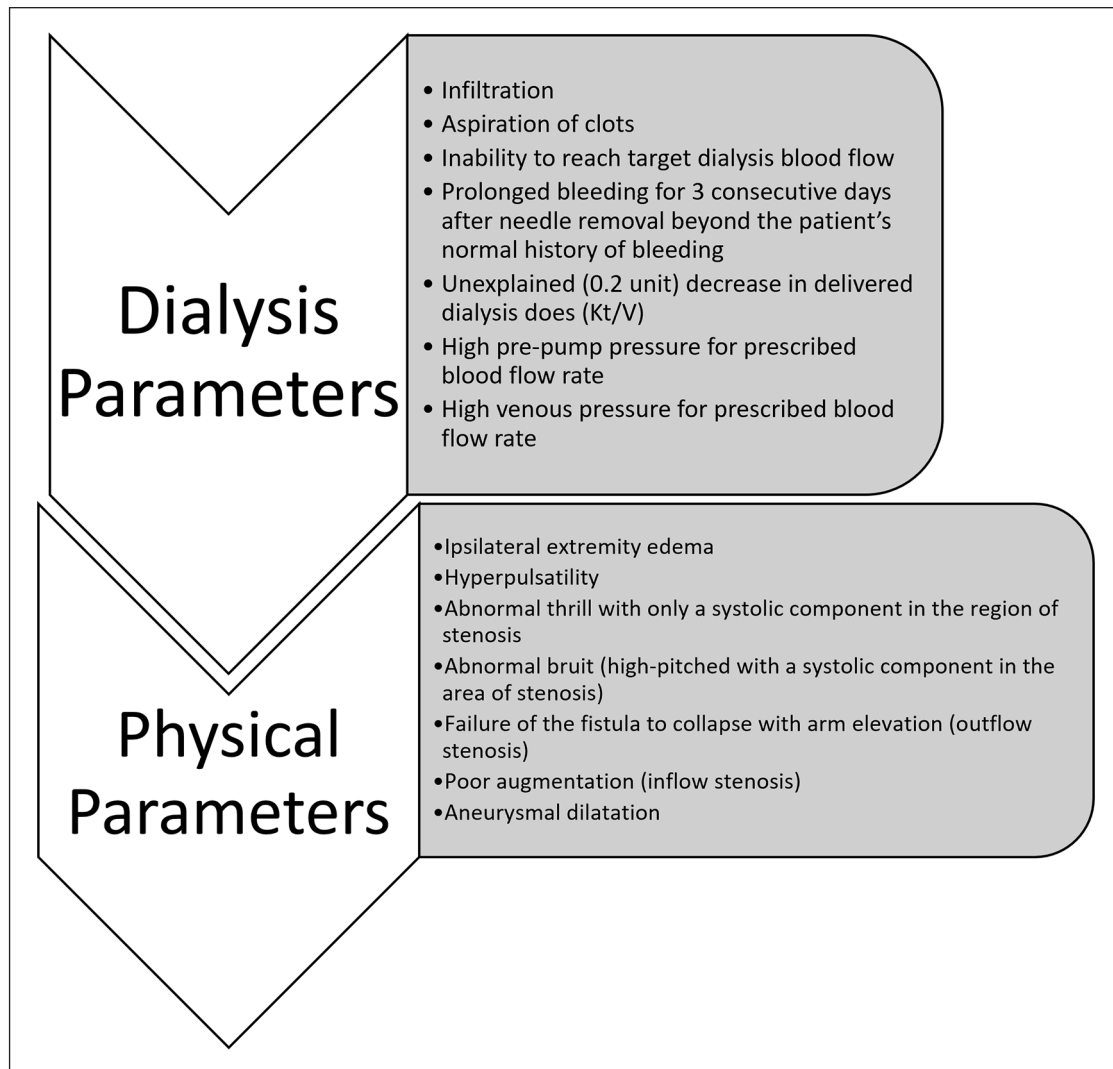 Dialysis
Parameters
• Infiltration
• Aspiration of clots
• Inability to reach target dialysis blood flow
• Prolonged bleeding for 3 consecutive days
after needle removal beyond the patient’s
normal history of bleeding
• Unexplained (0.2 unit) decrease in delivered
dialysis does (Kt/V)
• High pre-pump pressure for prescribed
blood flow rate
• High venous pressure for prescribed blood
flow rate
Physical
Parameters
•Ipsilateral extremity edema
•Hyperpulsatility
•Abnormal thrill with only a systolic component in the region of
stenosis
•Abnormal bruit (high-pitched with a systolic component in the
area of stenosis)
•Failure of the fistula to collapse with arm elevation (outflow
stenosis)
•Poor augmentation (inflow stenosis)
•Aneurysmal dilatation